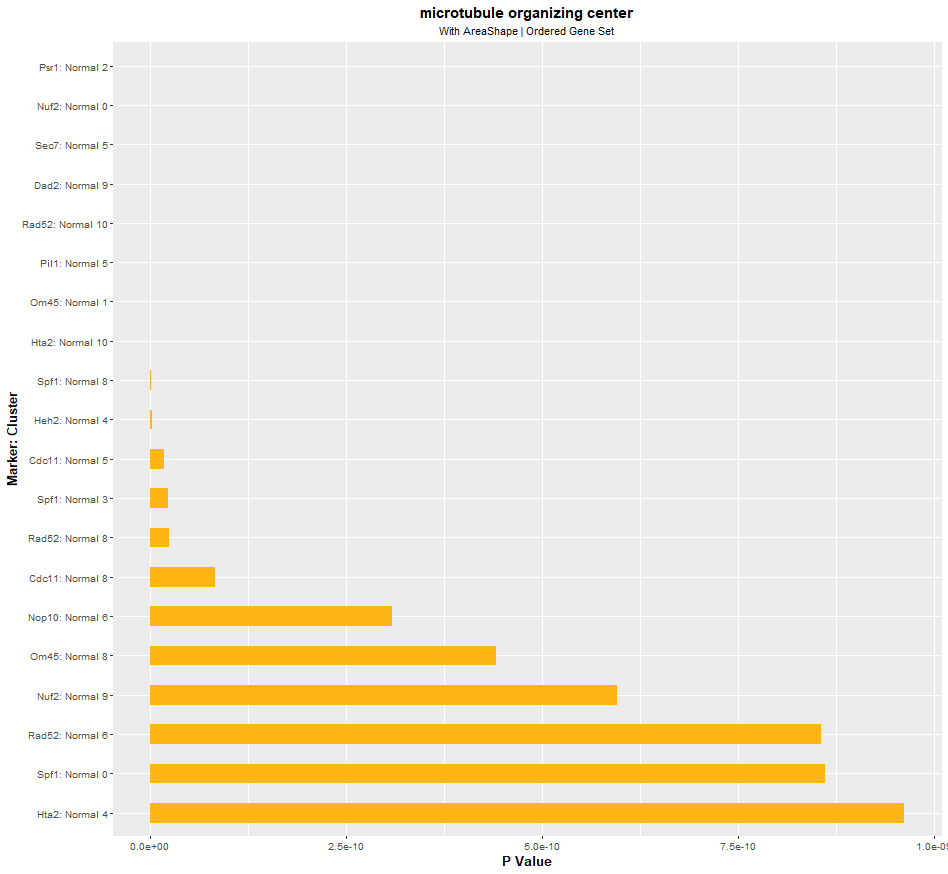 microtubule organizing center
With AreaShape | Ordered Gene Set
Marker: Cluster
Psr1: Normal 2
Nuf2: Normal 0
Sec7: Normal 5
Dad2: Normal 9
Rad52: Normal 10
Pil1: Normal 5
Om45: Normal 1
Hta2: Normal 10
Spf1: Normal 8
Heh2: Normal 4
Cdc11: Normal 5
Spf1: Normal 3
Rad52: Normal 8
Cdc11: Normal 8
Nop10: Normal 6
Om45: Normal 8
Nuf2: Normal 9
Rad52: Normal 6
Spf1: Normal 0
Hta2: Normal 4
0.0e+00 2.5e-10 5.0e-10 7.5e-10 1.0e-09
P Value